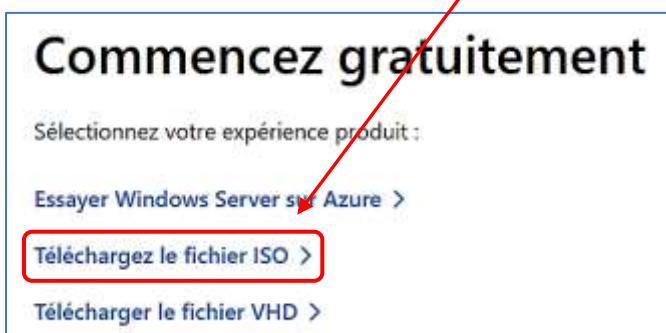 Commencez gratuitement
Sélectionnez votre expérience produit :
Essayer Windows Server sur Azure >
Téléchargez le fichier ISO >
Télécharger le fichier VHD >